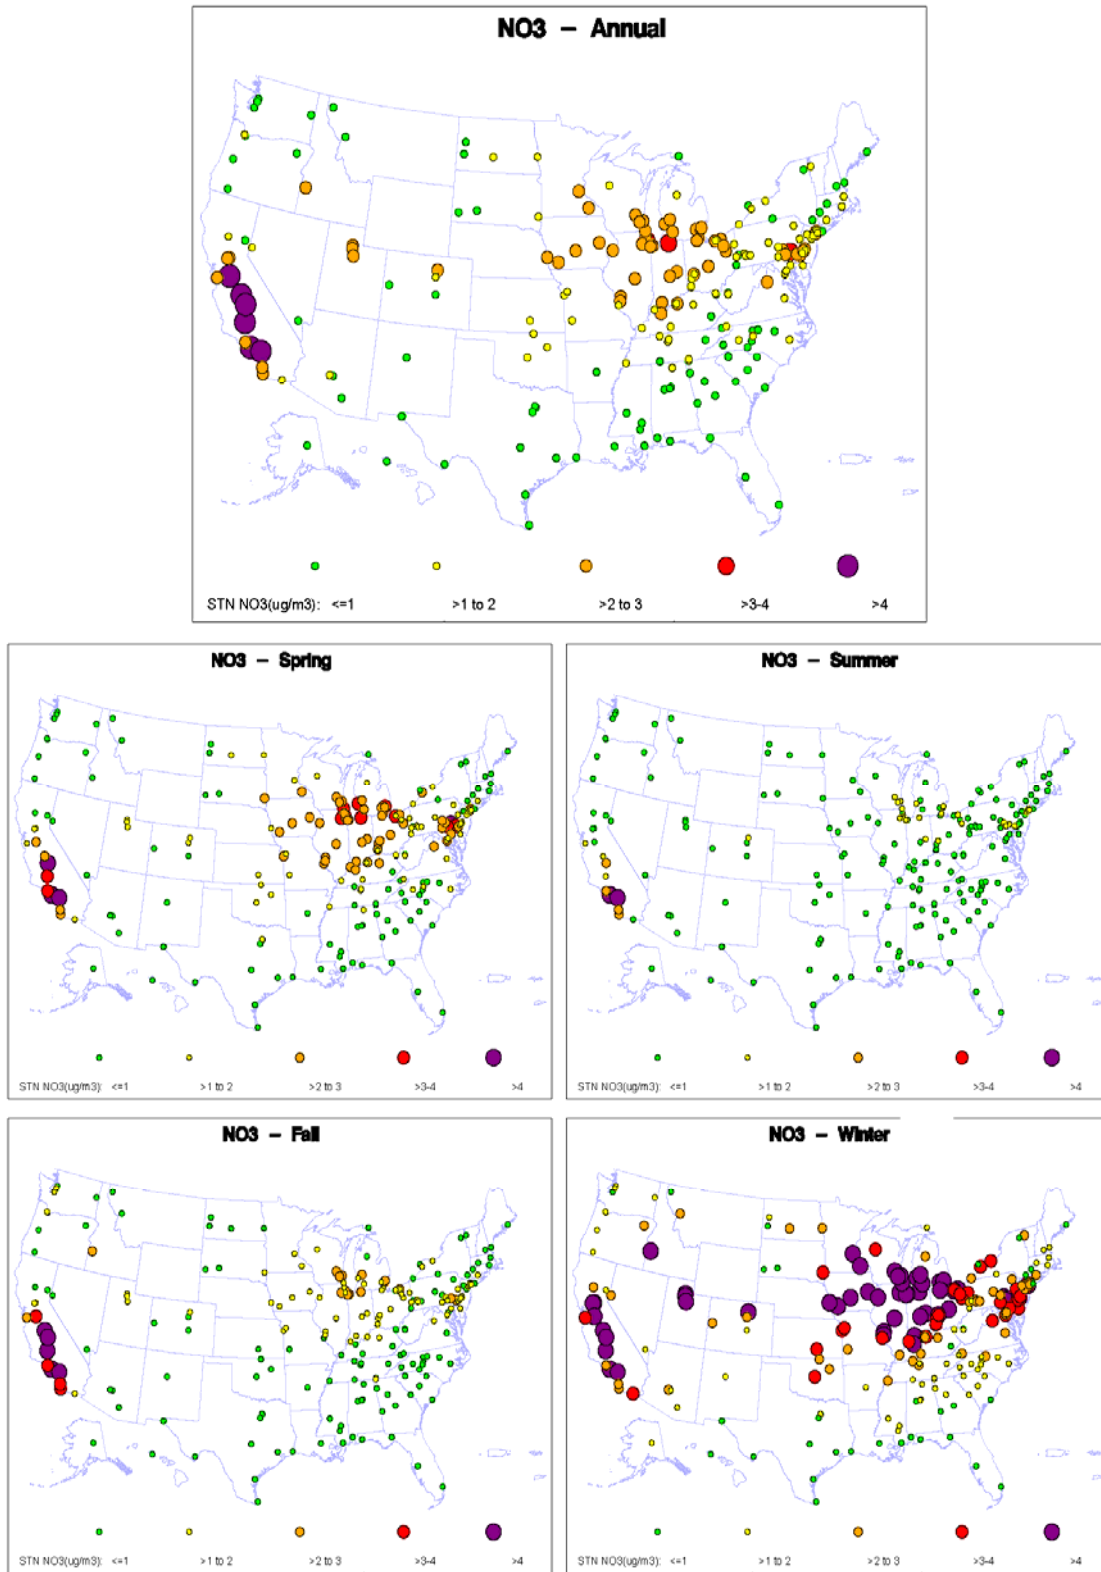 NO3 – Annual
STN NO3(ug/m3): <=1 >1 to 2 >2 to 3 >3-4 >4
NO3 – Spring
STN NO3(ug/m3): <=1 >1 to 2 >2 to 3 >3-4 >4
NO3 – Summer
STN NO3(ug/m3): <=1 >1 to 2 >2 to 3 >3-4 >4
NO3 – Fall
STN NO3(ug/m3): <=1 >1 to 2 >2 to 3 >3-4 >4
NO3 – Winter
STN NO3(ug/m3): <=1 >1 to 2 >2 to 3 >3-4 >4